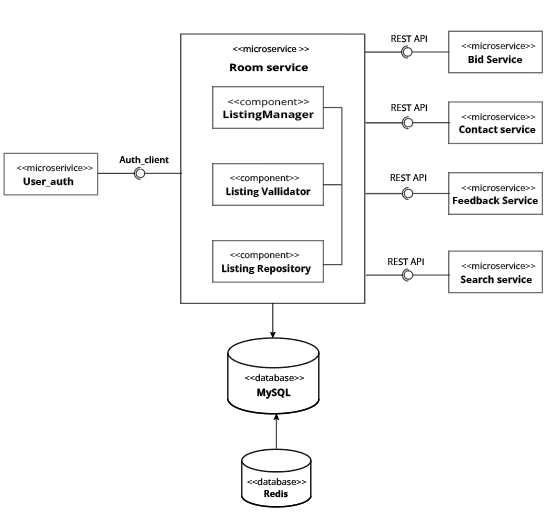 <<microservice >>
Room service
<<component>>
ListingManager
<<component>>
Listing Vallidator
<<component>>
Listing Repository
<<microserivice>>
User_auth
Auth_client
REST API
<<microservice>>
Bid Service
REST API
<<microservice>>
Contact service
REST API
<<microservice>>
Feedback Service
REST API
<<microservice>>
Search service
<<database>>
MySQL
<<database>>
Redis